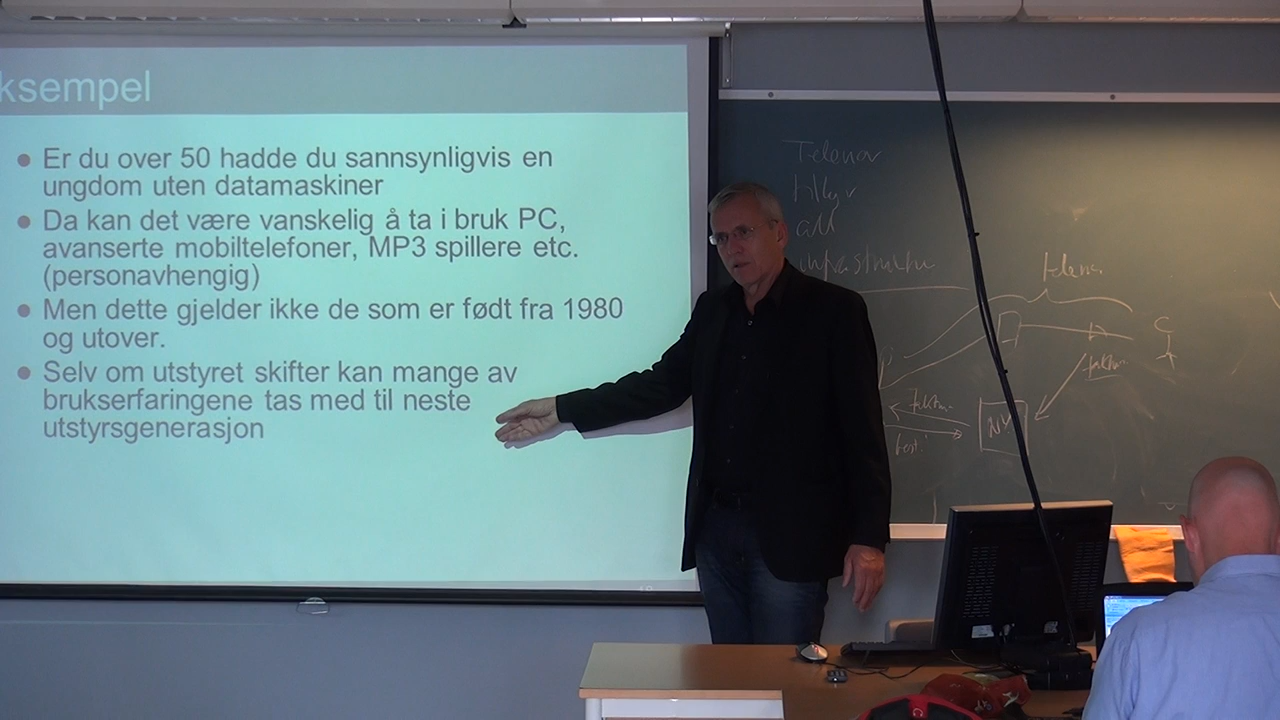 ksempel
● Er du over 50 hadde du sannsynligvis en
ungdom uten datamaskiner
● Da kan det være vanskelig å ta i bruk PC,
avanserte mobiltelefoner, MP3 spillere etc.
(personavhengig)
● Men dette gjelder ikke de som er født fra 1980
og utover.
● Selv om utstyret skifter kan mange av
brukserfaringene tas med til neste
utstyrsgenerasjon
Telenor
all
telenor
C